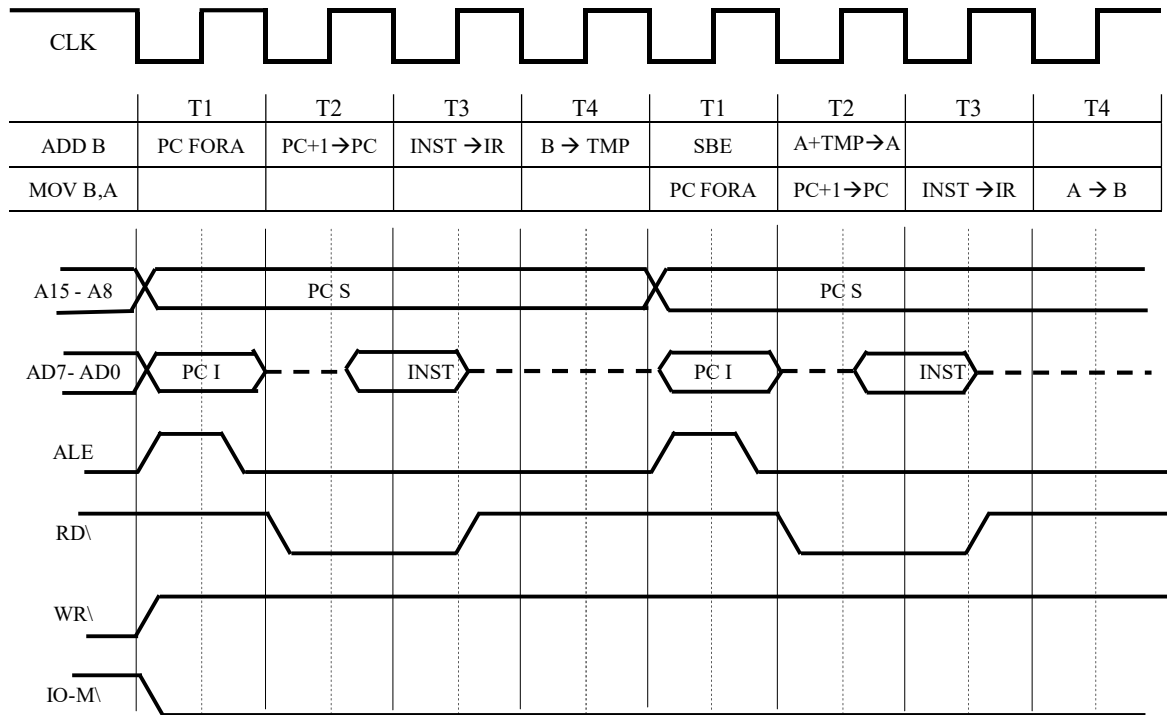 CLK
T1 T2 T3 T4 T1 T2 T3 T4
ADD B PC FORA PC+1→PC INST →IR B → TMP SBE A+TMP→A
MOV B,A PC FORA PC+1→PC INST →IR A → B
A15 - A8 PC S PC S
AD7- AD0 PC I INST PC I INST
ALE
RD\
WR\
IO-M\